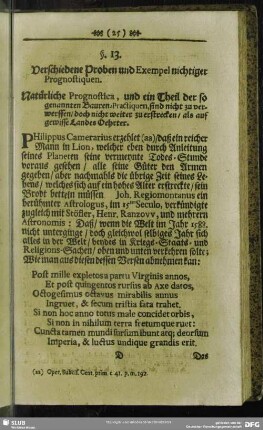 (25)
§. 13.
Verschiedene Proben und Exempel nichtiger
Prognostiquen.
Natürliche Prognostica, und ein Theil der so
genannten Bauren-Practiquen, sind nicht zu ver-
werffen / doch nicht weiter zu erstrecken / als auf
gewisse Landes Oehrter.
PHilippus Camerarius erzehlet (aa) / daß ein reicher
Mann in Lion, welcher eben durch Anleitung
seines Planeten seine vermeynte Todes-Stunde
voraus gesehen / alle seine Güter den Armen
gegeben / aber nachmahls die übrige Zeit seines Le-
bens / welches sich auf ein hohes Alter erstreckte / sein
Brodt betteln müssen Joh. Regiomontanus ein
berühmter Astrologus, im 15ten Seculo, verkündigte
zugleich mit Stöfler, Henr. Ranzovv, und mehrern
Astronomis: Daß / wenn die Welt im Jahr 1588.
nicht unterginge / doch gleichwol selbiges Jahr sich
alles in der Welt / beydes in Kriegs- Staats- und
Religions-Sachen / oben und unten verkehren solte;
Wie man aus diesen dessen Versen abnehmen kan:
Post mille expletos a partu Virginis annos,
Et post quingentos rursus ab Axe datos,
Octogesimus octavus mirabilis annus
Ingruet, & secum tristia fata trahet.
Si non hoc anno totus male concidet orbis,
Si non in nihilum terra fretumque ruet:
Cuncta tamen mundi sursum ibunt atq; deorsum
Imperia, & luctus undique grandis erit.
D Das
(aa) Oper. Subcis. Cent. prim. c. 41. p. m. 192.
SLUB
DFG